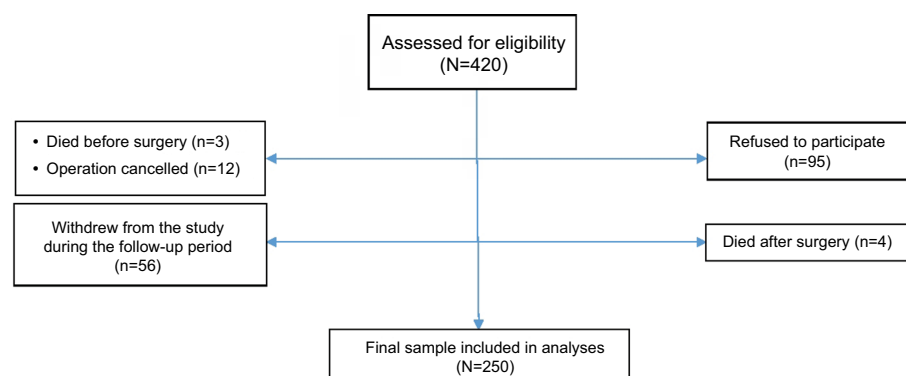 Assessed for eligibility
(N=420)
• Died before surgery (n=3)
• Operation cancelled (n=12)
Refused to participate
(n=95)
Withdrew from the study
during the follow-up period
(n=56)
Died after surgery (n=4)
Final sample included in analyses
(N=250)